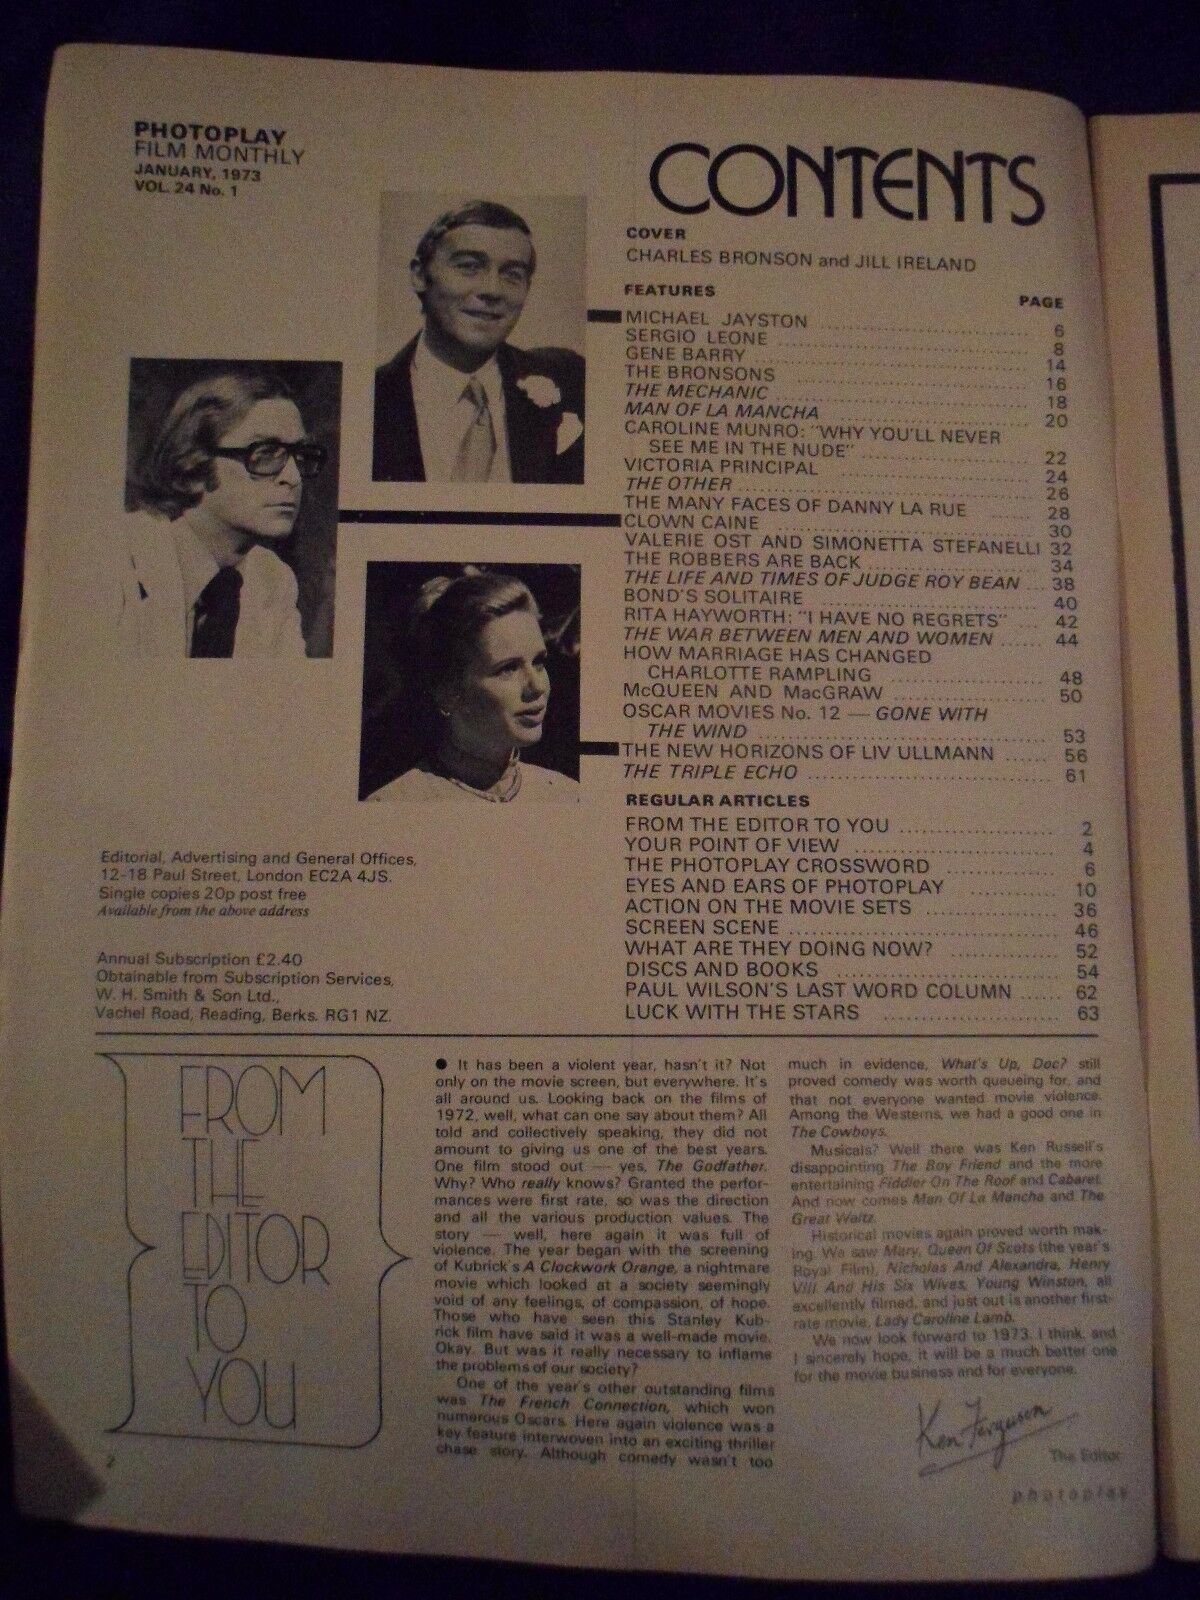 PHOTOPLAY
FILM MONTHLY
JANUARY, 1973
VOL. 24 No. 1
CONTENTS
COVER
CHARLES BRONSON and JILL IRELAND
FEATURES PAGE
MICHAEL JAYSTON 6
SERGIO LEONE 8
GENE BARRY 14
THE BRONSONS 16
THE MECHANIC 18
MAN OF LA MANCHA 20
CAROLINE MUNRO: "WHY YOU'LL NEVER
SEE ME IN THE NUDE" 22
VICTORIA PRINCIPAL 24
THE OTHER 26
THE MANY FACES OF DANNY LA RUE 28
CLOWN CAINE 30
VALERIE OST AND SIMONETTA STEFANELLI 32
THE ROBBERS ARE BACK 34
THE LIFE AND TIMES OF JUDGE ROY BEAN 38
BOND'S SOLITAIRE 40
RITA HAYWORTH: "I HAVE NO REGRETS" 42
THE WAR BETWEEN MEN AND WOMEN 44
HOW MARRIAGE HAS CHANGED
CHARLOTTE RAMPLING 48
McQUEEN AND MacGRAW 50
OSCAR MOVIES No. 12 — GONE WITH
THE WIND 53
THE NEW HORIZONS OF LIV ULLMANN 56
THE TRIPLE ECHO 61
REGULAR ARTICLES
FROM THE EDITOR TO YOU 2
YOUR POINT OF VIEW 4
THE PHOTOPLAY CROSSWORD 6
EYES AND EARS OF PHOTOPLAY 10
ACTION ON THE MOVIE SETS 36
SCREEN SCENE 46
WHAT ARE THEY DOING NOW? 52
DISCS AND BOOKS 54
PAUL WILSON'S LAST WORD COLUMN 62
LUCK WITH THE STARS 63
Editorial, Advertising and General Offices,
12-18 Paul Street, London EC2A 4JS.
Single copies 20p post free
Available from the above address
Annual Subscription £2.40
Obtainable from Subscription Services,
W. H. Smith & Son Ltd.,
Vachel Road, Reading, Berks. RG1 NZ.
FROM
THE
EDITOR
TO
YOU
● It has been a violent year, hasn't it? Not
only on the movie screen, but everywhere. It's
all around us. Looking back on the films of
1972, well, what can one say about them? All
told and collectively speaking, they did not
amount to giving us one of the best years.
One film stood out — yes, The Godfather.
Why? Who really knows? Granted the perfor-
mances were first rate, so was the direction
and all the various production values. The
story — well, here again it was full of
violence. The year began with the screening
of Kubrick's A Clockwork Orange, a nightmare
movie which looked at a society seemingly
void of any feelings, of compassion, of hope.
Those who have seen this Stanley Kub-
rick film have said it was a well-made movie.
Okay. But was it really necessary to inflame
the problems of our society?
One of the year's other outstanding films
was The French Connection, which won
numerous Oscars. Here again violence was a
key feature interwoven into an exciting thriller
chase story. Although comedy wasn't too
much in evidence, What's Up, Doc? still
proved comedy was worth queueing for, and
that not everyone wanted movie violence.
Among the Westerns, we had a good one in
The Cowboys.
Musicals? Well there was Ken Russell's
disappointing The Boy Friend and the more
entertaining Fiddler On The Roof and Cabaret.
And now comes Man Of La Mancha and The
Great Waltz.
Historical movies again proved worth mak-
ing. We saw Mary, Queen Of Scots (the year's
Royal Film), Nicholas And Alexandra, Henry
VIII And His Six Wives, Young Winston, all
excellently filmed, and just out is another first-
rate movie, Lady Caroline Lamb.
We now look forward to 1973. I think, and
I sincerely hope, it will be a much better one
for the movie business and for everyone.
Ken Ferguson
The Editor
2
photoplay